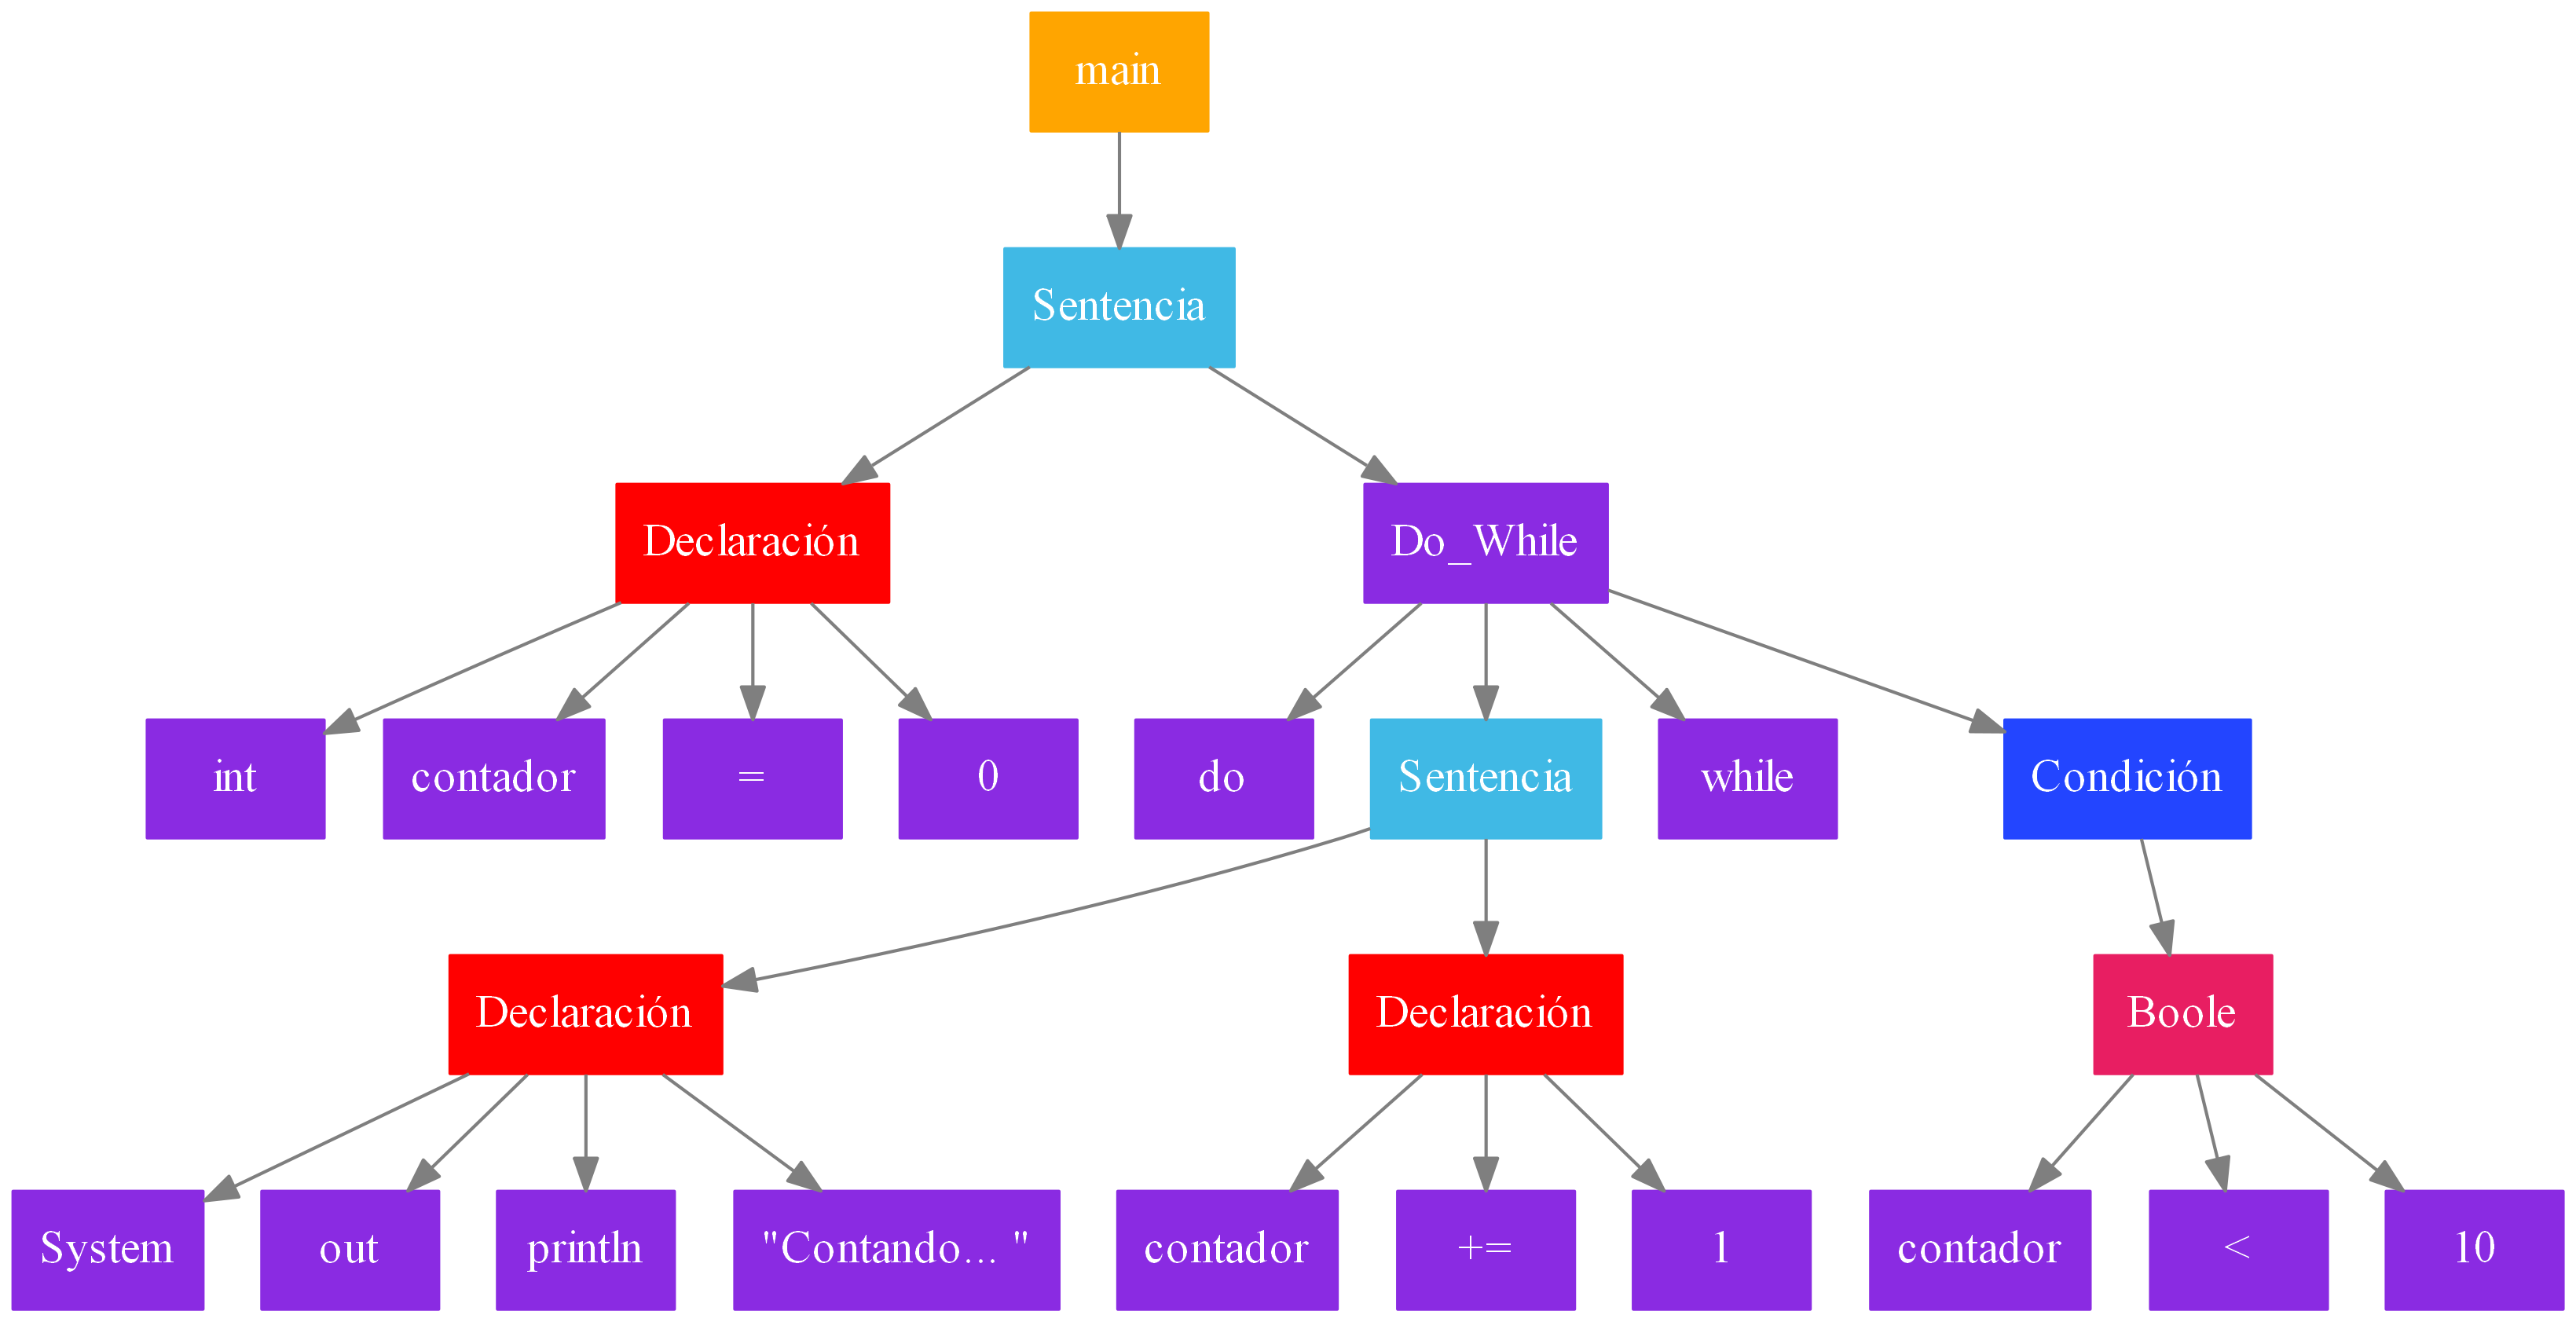 main
Sentencia
Declaración
Do_While
int
contador
=
0
do
Sentencia
while
Condición
Declaración
Declaración
Boole
System
out
println
"Contando... "
contador
+=
1
contador
<
10